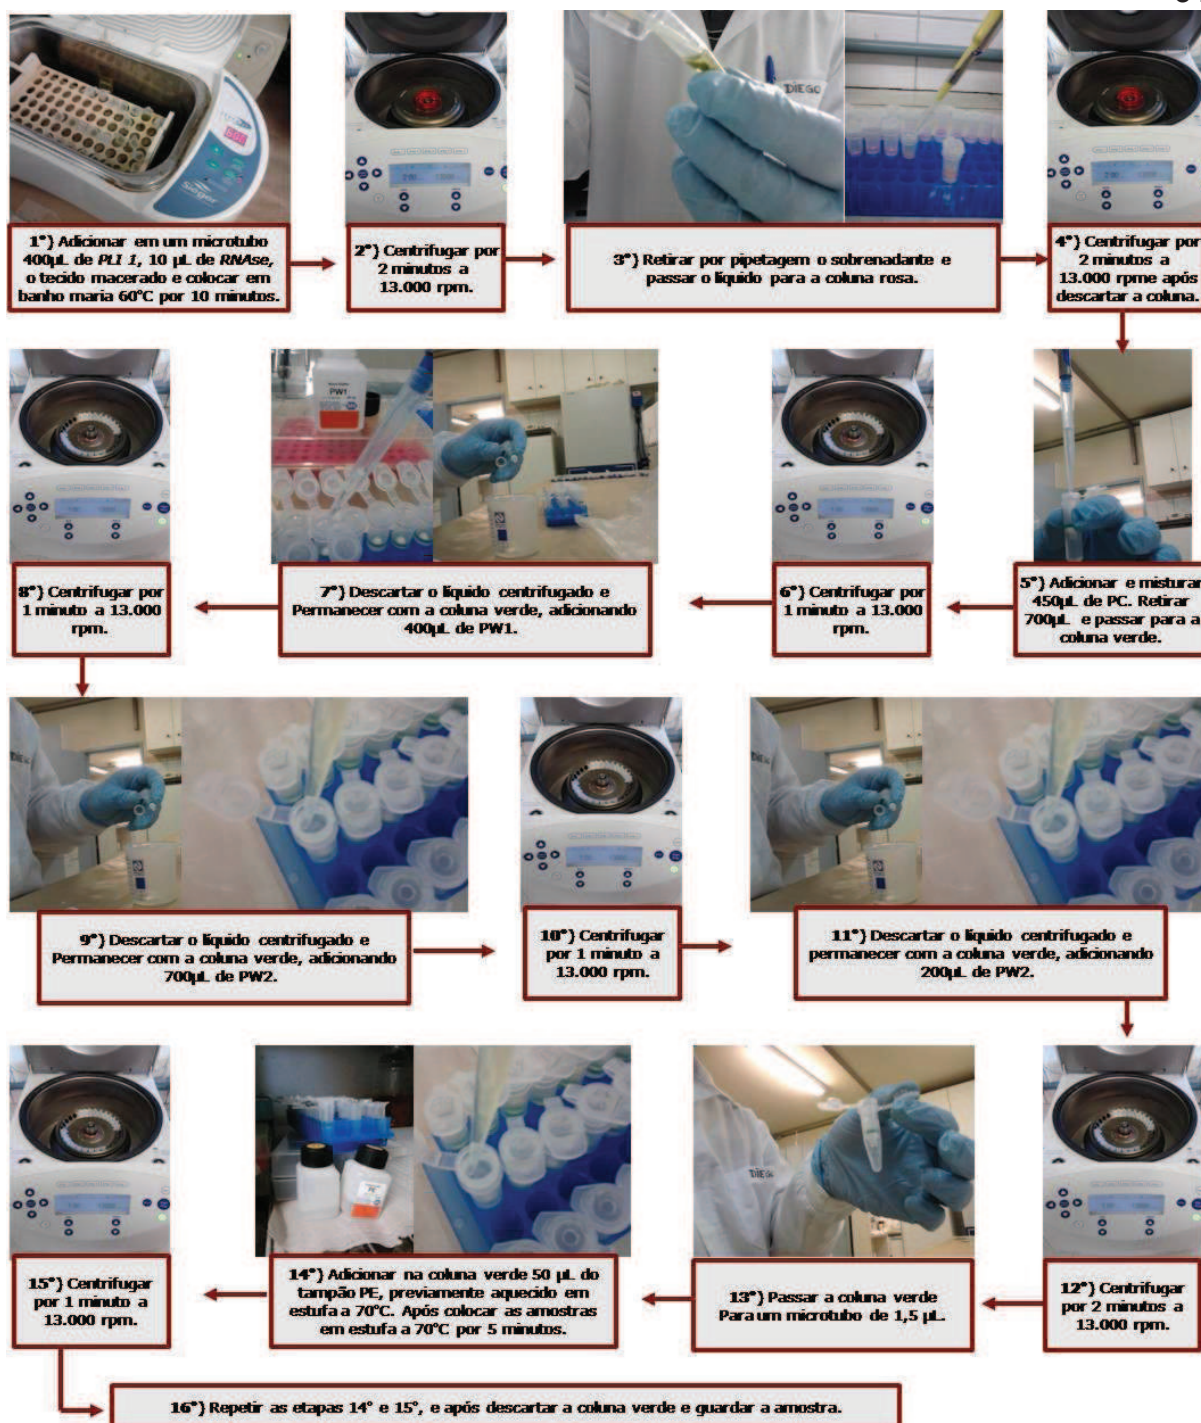 1°) Adicionar em um microtubo
400µL de PLI 1, 10 µL de RNAse,
o tecido macerado e colocar em
banho maria 60°C por 10 minutos.
2°) Centrifugar por
2 minutos a
13.000 rpm.
DIEGO
3°) Retirar por pipetagem o sobrenadante e
passar o líquido para a coluna rosa.
4°) Centrifugar por
2 minutos a
13.000 rpme após
descartar a coluna.
5°) Adicionar e misturar
450µL de PC. Retirar
700µL e passar para a
coluna verde.
6°) Centrifugar por
1 minuto a 13.000
rpm.
PW1
7°) Descartar o líquido centrifugado e
Permanecer com a coluna verde, adicionando
400µL de PW1.
8°) Centrifugar por
1 minuto a 13.000
rpm.
9°) Descartar o líquido centrifugado e
Permanecer com a coluna verde, adicionando
700µL de PW2.
10°) Centrifugar
por 1 minuto a
13.000 rpm.
11°) Descartar o líquido centrifugado e
permanecer com a coluna verde, adicionando
200µL de PW2.
12°) Centrifugar
por 2 minutos a
13.000 rpm.
DIEGO
13°) Passar a coluna verde
Para um microtubo de 1,5 µL.
14°) Adicionar na coluna verde 50 µL do
tampão PE, previamente aquecido em
estufa a 70°C. Após colocar as amostras
em estufa a 70°C por 5 minutos.
15°) Centrifugar
por 1 minuto a
13.000 rpm.
16°) Repetir as etapas 14° e 15°, e após descartar a coluna verde e guardar a amostra.